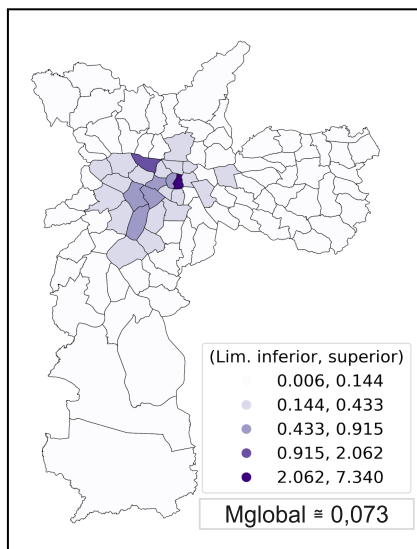 (Lim. inferior, superior)
0.006, 0.144
0.144, 0.433
0.433, 0.915
0.915, 2.062
2.062, 7.340
Mglobal ≅ 0,073